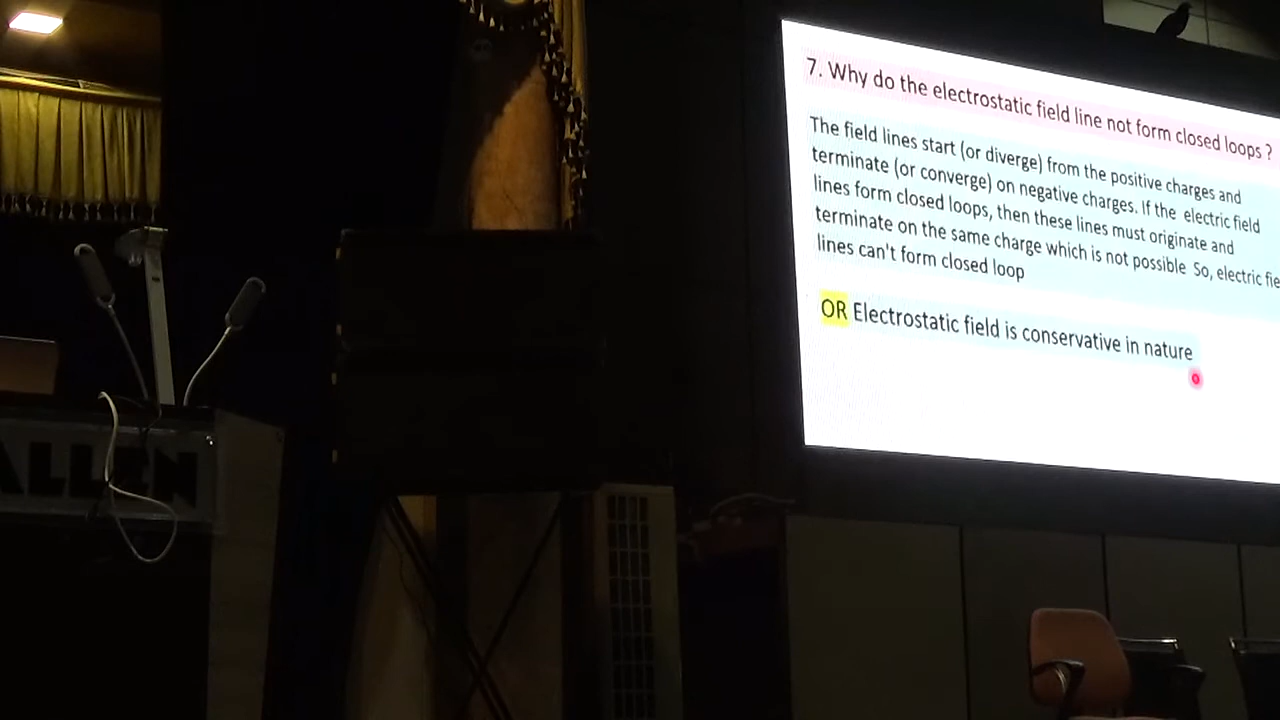 7. Why do the electrostatic field line not form closed loops ?
The field lines start (or diverge) from the positive charges and
terminate (or converge) on negative charges. If the electric field
lines form closed loops, then these lines must originate and
terminate on the same charge which is not possible So, electric fie
lines can't form closed loop
OR Electrostatic field is conservative in nature
ALLEN